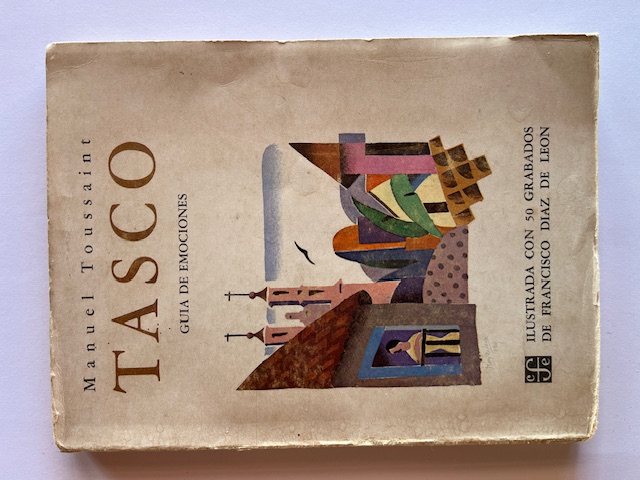 Manuel Toussaint
TASCO
GUIA DE EMOCIONES
ILUSTRADA CON 50 GRABADOS
DE FRANCISCO DIAZ DE LEON